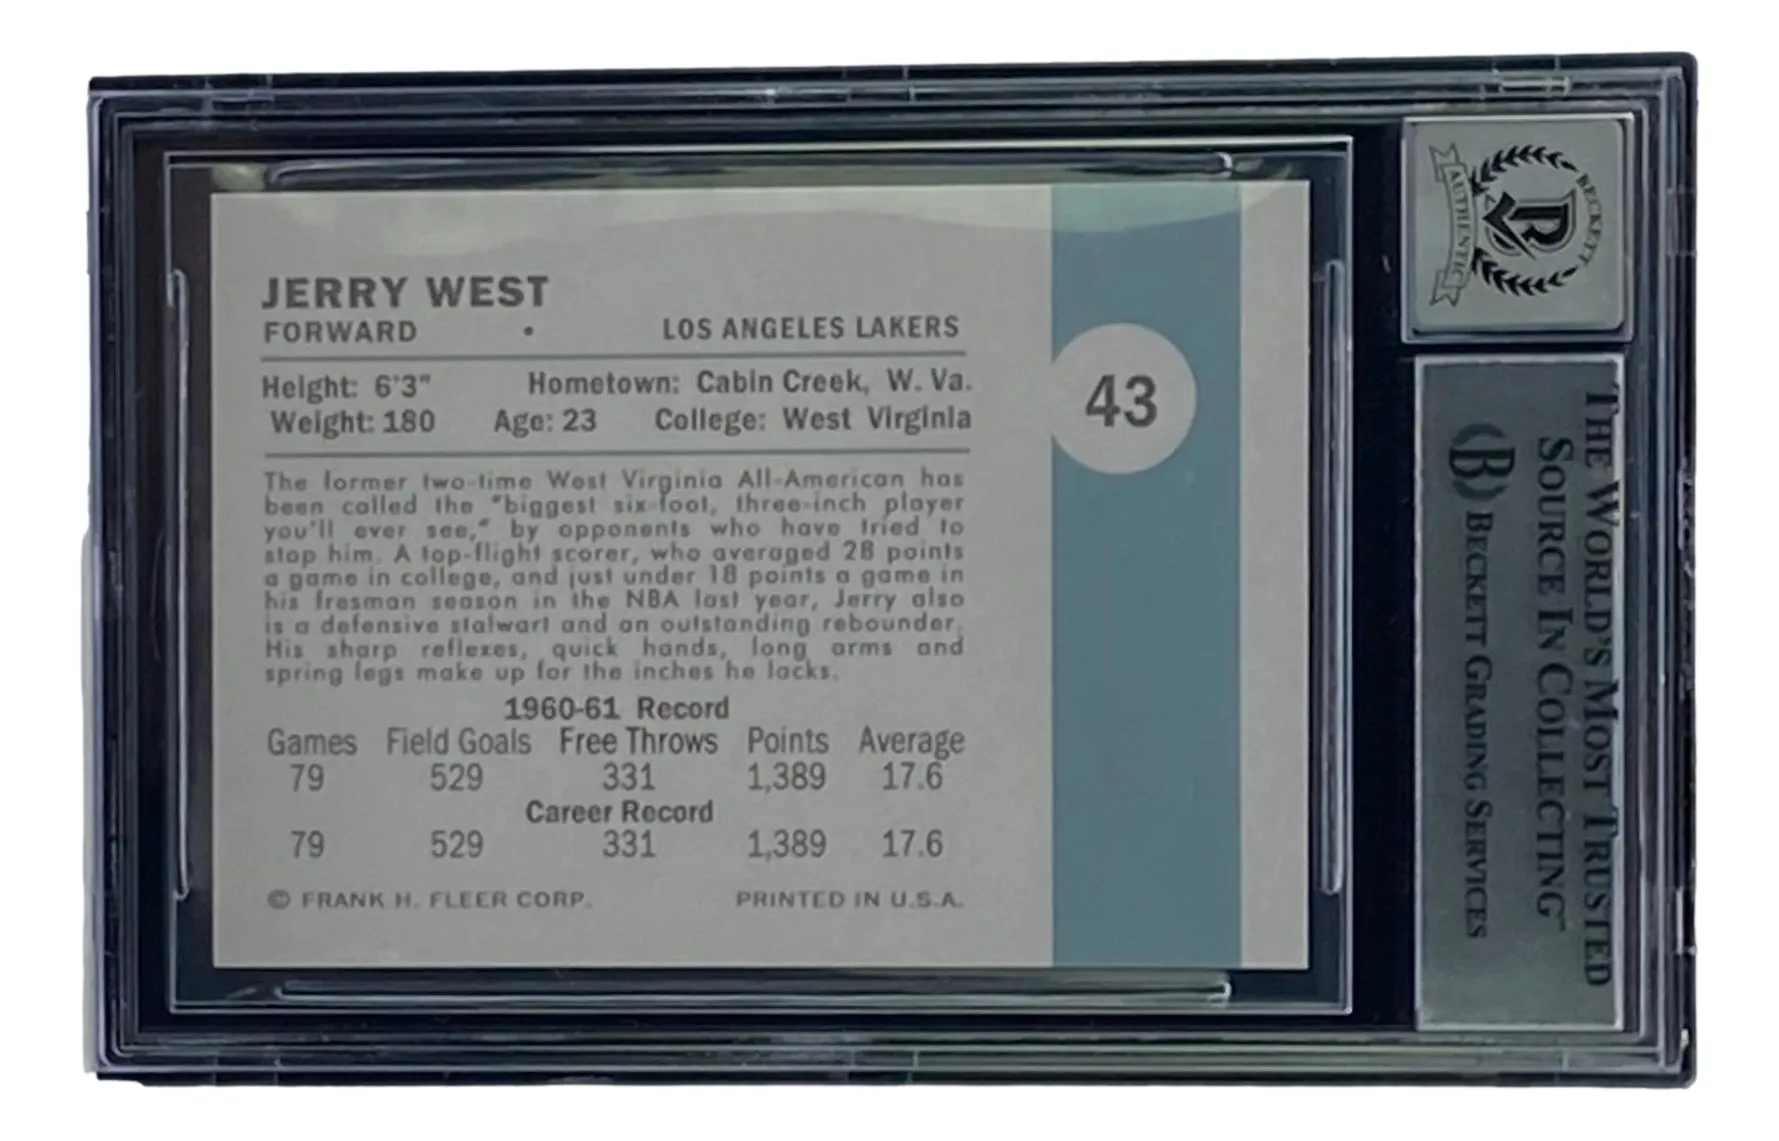 JERRY WEST
FORWARD • LOS ANGELES LAKERS
Height: 6'3" Hometown: Cabin Creek, W. Va.
Weight: 180 Age: 23 College: West Virginia
43
The former two-time West Virginia All-American has
been called the "biggest six-foot, three-inch player
you'll ever see," by opponents who have tried to
stop him. A top-flight scorer, who averaged 28 points
a game in college, and just under 18 points a game in
his fresman season in the NBA last year, Jerry also
is a defensive stalwart and an outstanding rebounder.
His sharp reflexes, quick hands, long arms and
spring legs make up for the inches he lacks.
1960-61 Record
Games Field Goals Free Throws Points Average
79 529 331 1,389 17.6
Career Record
79 529 331 1,389 17.6
© FRANK H. FLEER CORP. PRINTED IN U.S.A.
BECKETT
AUTHENTIC
THE WORLD'S MOST TRUSTED
SOURCE IN COLLECTING™
BECKETT GRADING SERVICES